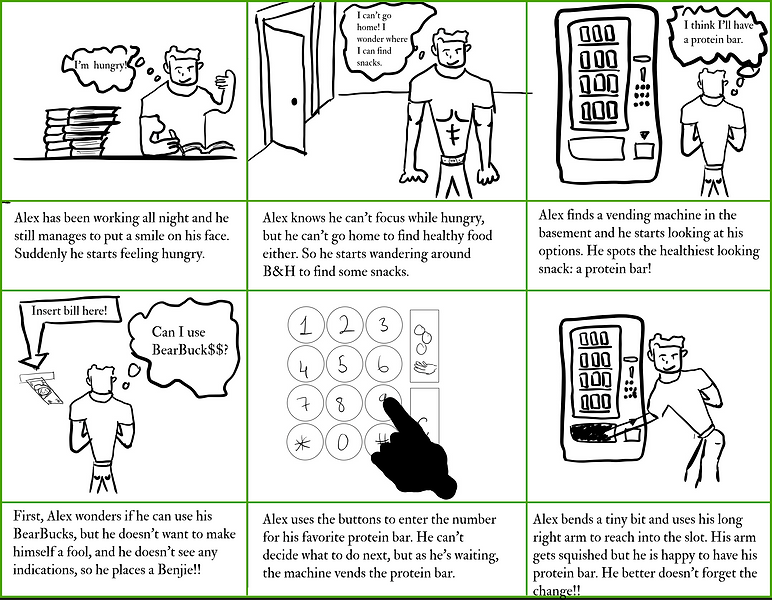 I'm hungry!
I can't go
home! I
wonder where
I can find
snacks.
I think I'll have
a protein bar.
Alex has been working all night and he
still manages to put a smile on his face.
Suddenly he starts feeling hungry.
Alex knows he can't focus while hungry,
but he can't go home to find healthy food
either. So he starts wandering around
B&H to find some snacks.
Alex finds a vending machine in the
basement and he starts looking at his
options. He spots the healthiest looking
snack: a protein bar!
Insert bill here!
Can I use
BearBuck$$?
1 2 3
4 5 6
7 8 9
* 0 #
First, Alex wonders if he can use his
BearBucks, but he doesn't want to make
himself a fool, and he doesn't see any
indications, so he places a Benjie!!
Alex uses the buttons to enter the number
for his favorite protein bar. He can't
decide what to do next, but as he's waiting,
the machine vends the protein bar.
Alex bends a tiny bit and uses his long
right arm to reach into the slot. His arm
gets squished but he is happy to have his
protein bar. He better doesn't forget the
change!!